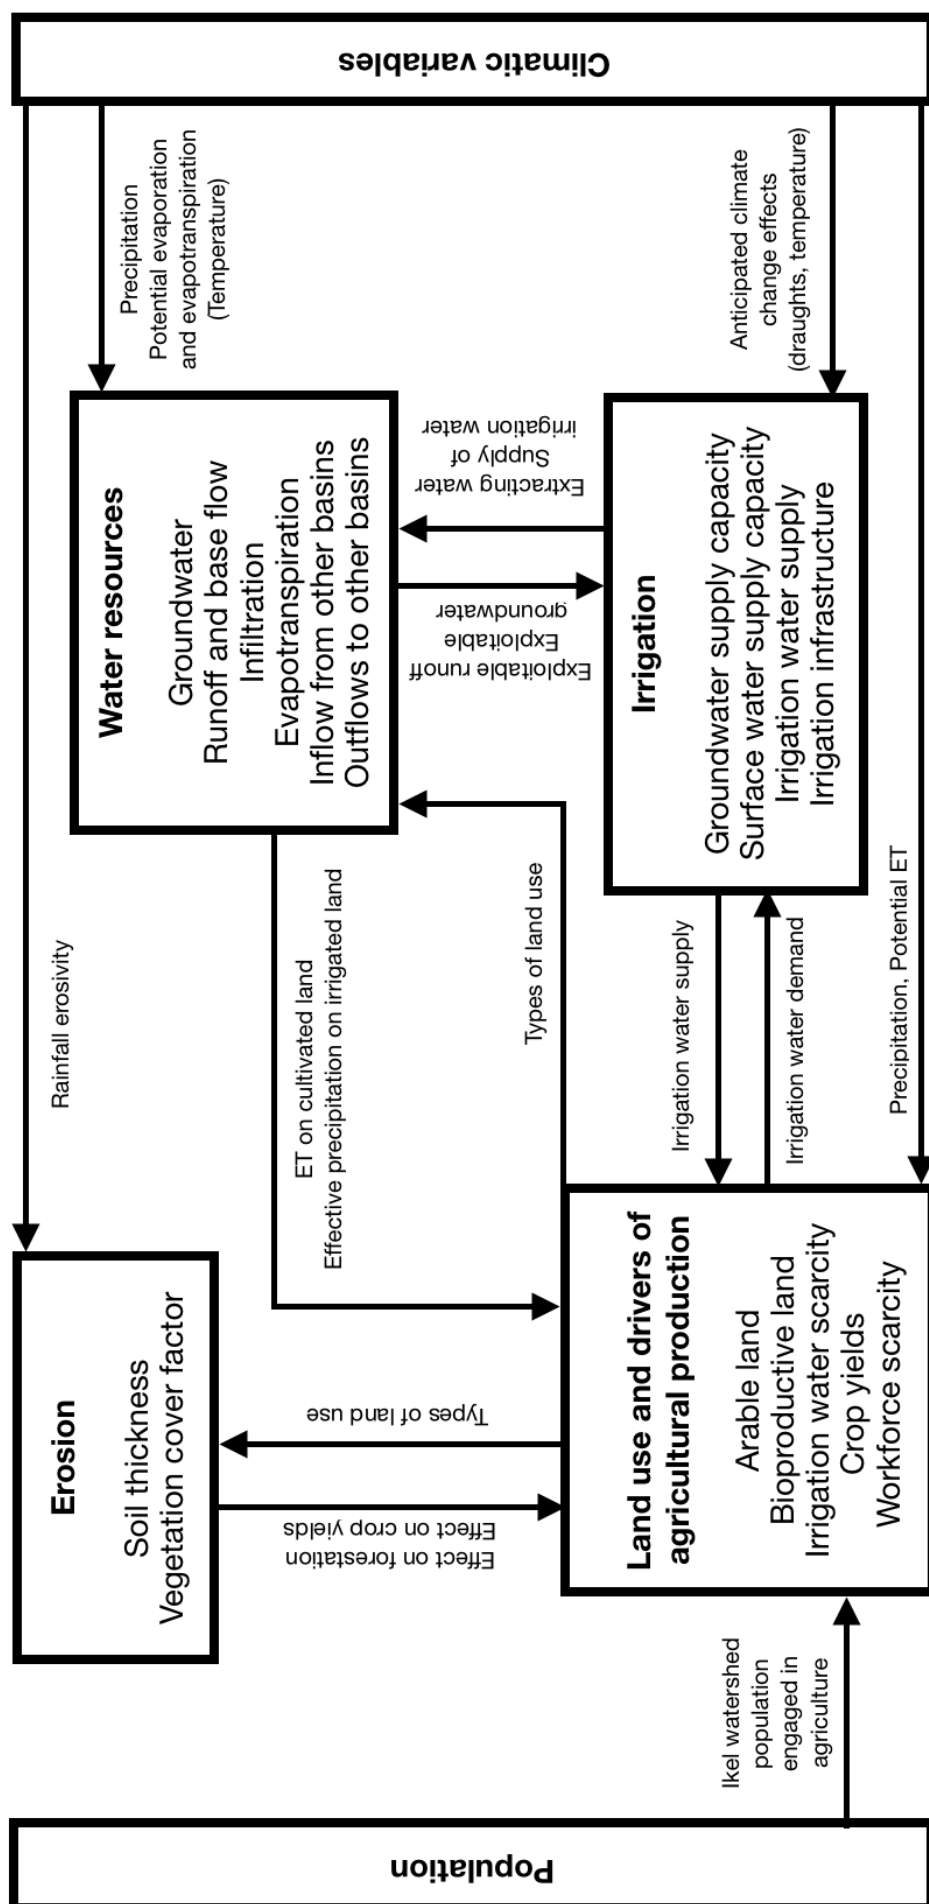 Population
Ikel watershed
population
engaged in
agriculture
Erosion
Soil thickness
Vegetation cover factor
Effect on forestation
Effect on crop yields
Types of land use
Land use and drivers of
agricultural production
Arable land
Bioproductive land
Irrigation water scarcity
Crop yields
Workforce scarcity
Rainfall erosivity
ET on cultivated land
Effective precipitation on irrigated land
Types of land use
Irrigation water supply
Irrigation water demand
Precipitation, Potential ET
Water resources
Groundwater
Runoff and base flow
Infiltration
Evapotranspiration
Inflow from other basins
Outflows to other basins
Exploitable runoff
Exploitable
groundwater
Extracting water
Supply of
irrigation water
Irrigation
Groundwater supply capacity
Surface water supply capacity
Irrigation water supply
Irrigation infrastructure
Precipitation
Potential evaporation
and evapotranspiration
(Temperature)
Anticipated climate
change effects
(draughts, temperature)
Climatic variables